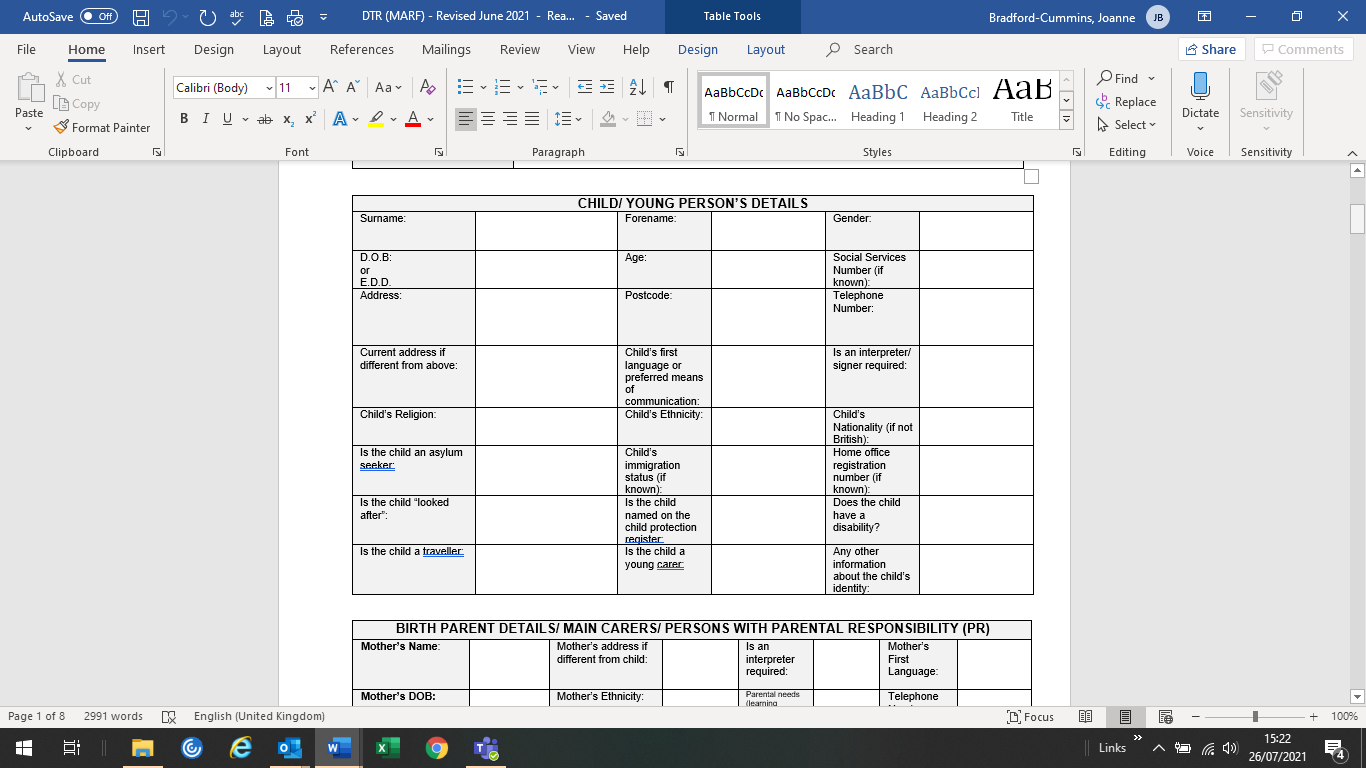 AutoSave Off
DTR (MARF) - Revised June 2021 - Rea... - Saved
Table Tools
Bradford-Cummins, Joanne JB
File Home Insert Design Layout References Mailings Review View Help Design Layout Search Share Comments
Paste
Cut
Copy
Format Painter
Clipboard
Calibri (Body) 11
Font
Paragraph
AaBbCcDc AaBbCcDc AaBbC AaBbCcI AaB
¶ Normal ¶ No Spac... Heading 1 Heading 2 Title
Styles
Find
Replace
Select
Editing
Dictate
Voice
Sensitivity
Sensitivity
CHILD/ YOUNG PERSON'S DETAILS
Surname: Forename: Gender:
D.O.B:
or
E.D.D.
Age:
Social Services
Number (if
known):
Address:
Postcode:
Telephone
Number:
Current address if
different from above:
Child's first
language or
preferred means
of
communication:
Is an interpreter/
signer required:
Child's Religion:
Child's Ethnicity:
Child's
Nationality (if not
British):
Is the child an asylum
seeker:
Child's
immigration
status (if
known):
Home office
registration
number (if
known):
Is the child "looked
after":
Is the child
named on the
child protection
register:
Does the child
have a
disability?
Is the child a traveller:
Is the child a
young carer:
Any other
information
about the child's
identity:
BIRTH PARENT DETAILS/ MAIN CARERS/ PERSONS WITH PARENTAL RESPONSIBILITY (PR)
Mother's Name:
Mother's address if
different from child:
Is an
interpreter
required:
Mother's
First
Language:
Mother's DOB:
Mother's Ethnicity:
Parental needs
(learning
Telephone
Page 1 of 8 2991 words English (United Kingdom) Focus 100%
Links
15:22
26/07/2021
4